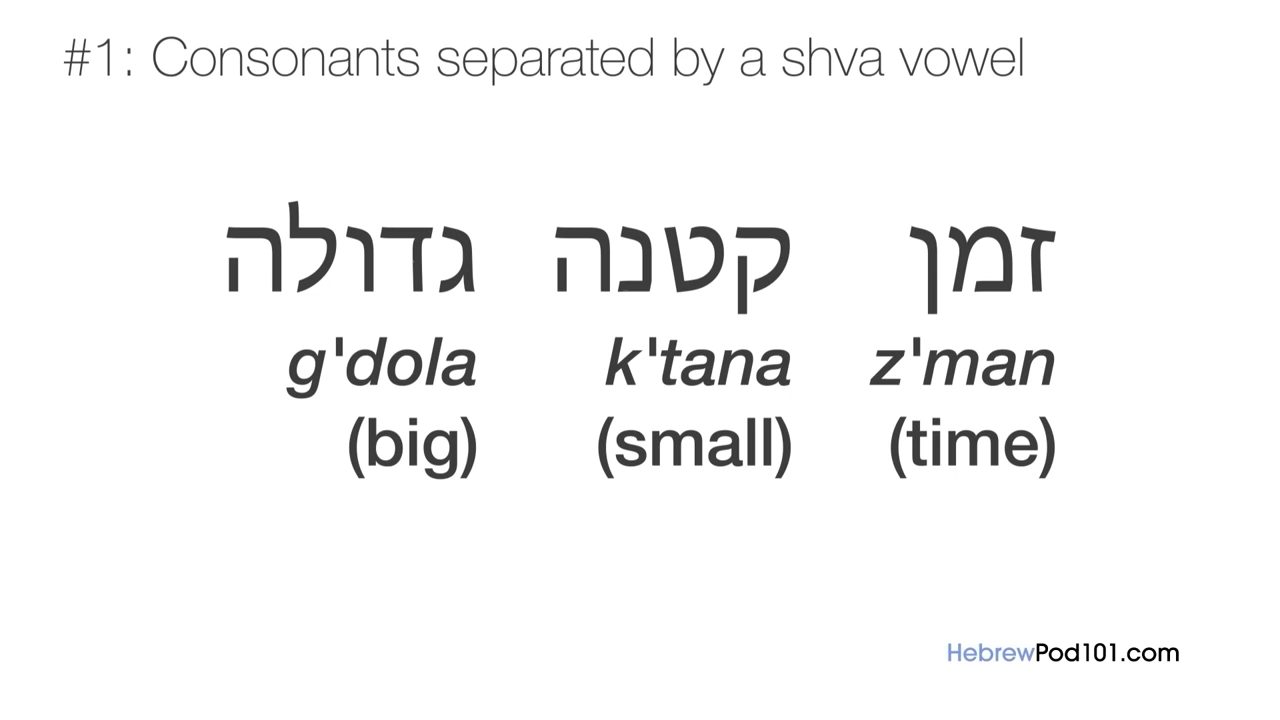 #1: Consonants separated by a shva vowel
זמן קטנה גדולה
g'dola k'tana z'man
(big) (small) (time)
HebrewPod101.com